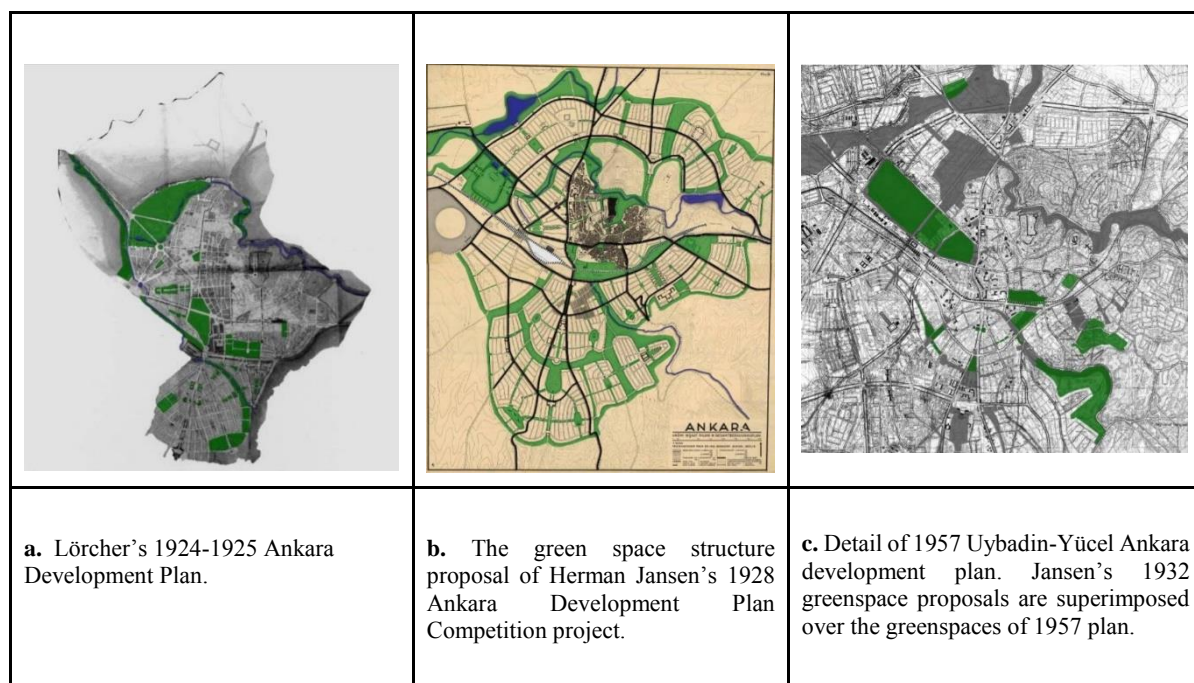 ANKARA
a. Lörcher's 1924-1925 Ankara
Development Plan.
b. The green space structure
proposal of Herman Jansen's 1928
Ankara Development Plan
Competition project.
c. Detail of 1957 Uybadin-Yücel Ankara
development plan. Jansen's 1932
greenspace proposals are superimposed
over the greenspaces of 1957 plan.